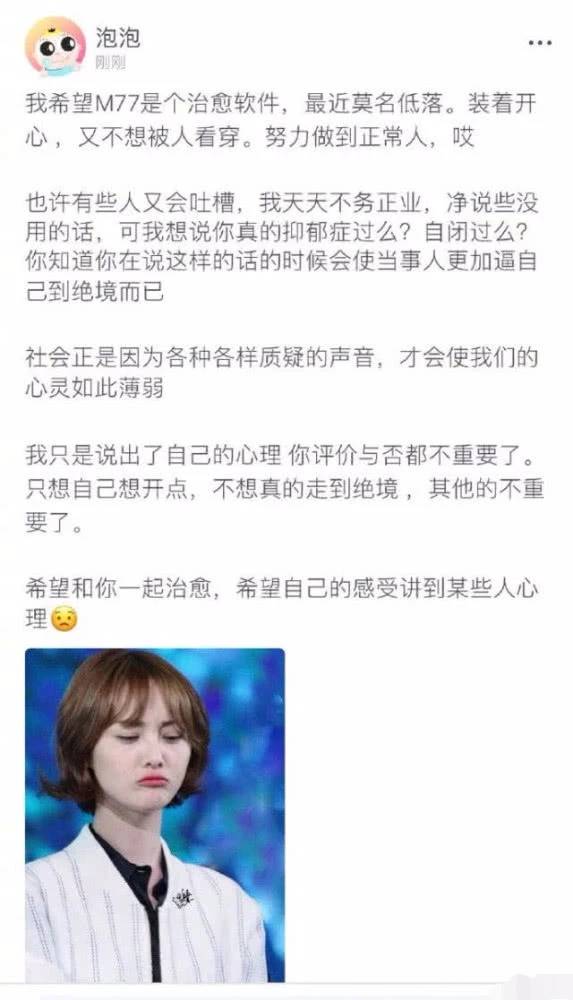 泡泡
刚刚
我希望M77是个治愈软件，最近莫名低落。装着开
心 ，又不想被人看穿。努力做到正常人，哎
也许有些人又会吐槽，我天天不务正业，净说些没
用的话，可我想说你真的抑郁症过么？自闭过么？
你知道你在说这样的话的时候会使当事人更加逼自
己到绝境而已
社会正是因为各种各样质疑的声音，才会使我们的
心灵如此薄弱
我只是说出了自己的心理 你评价与否都不重要了。
只想自己想开点，不想真的走到绝境 ，其他的不重
要了。
希望和你一起治愈，希望自己的感受讲到某些人心
理😟